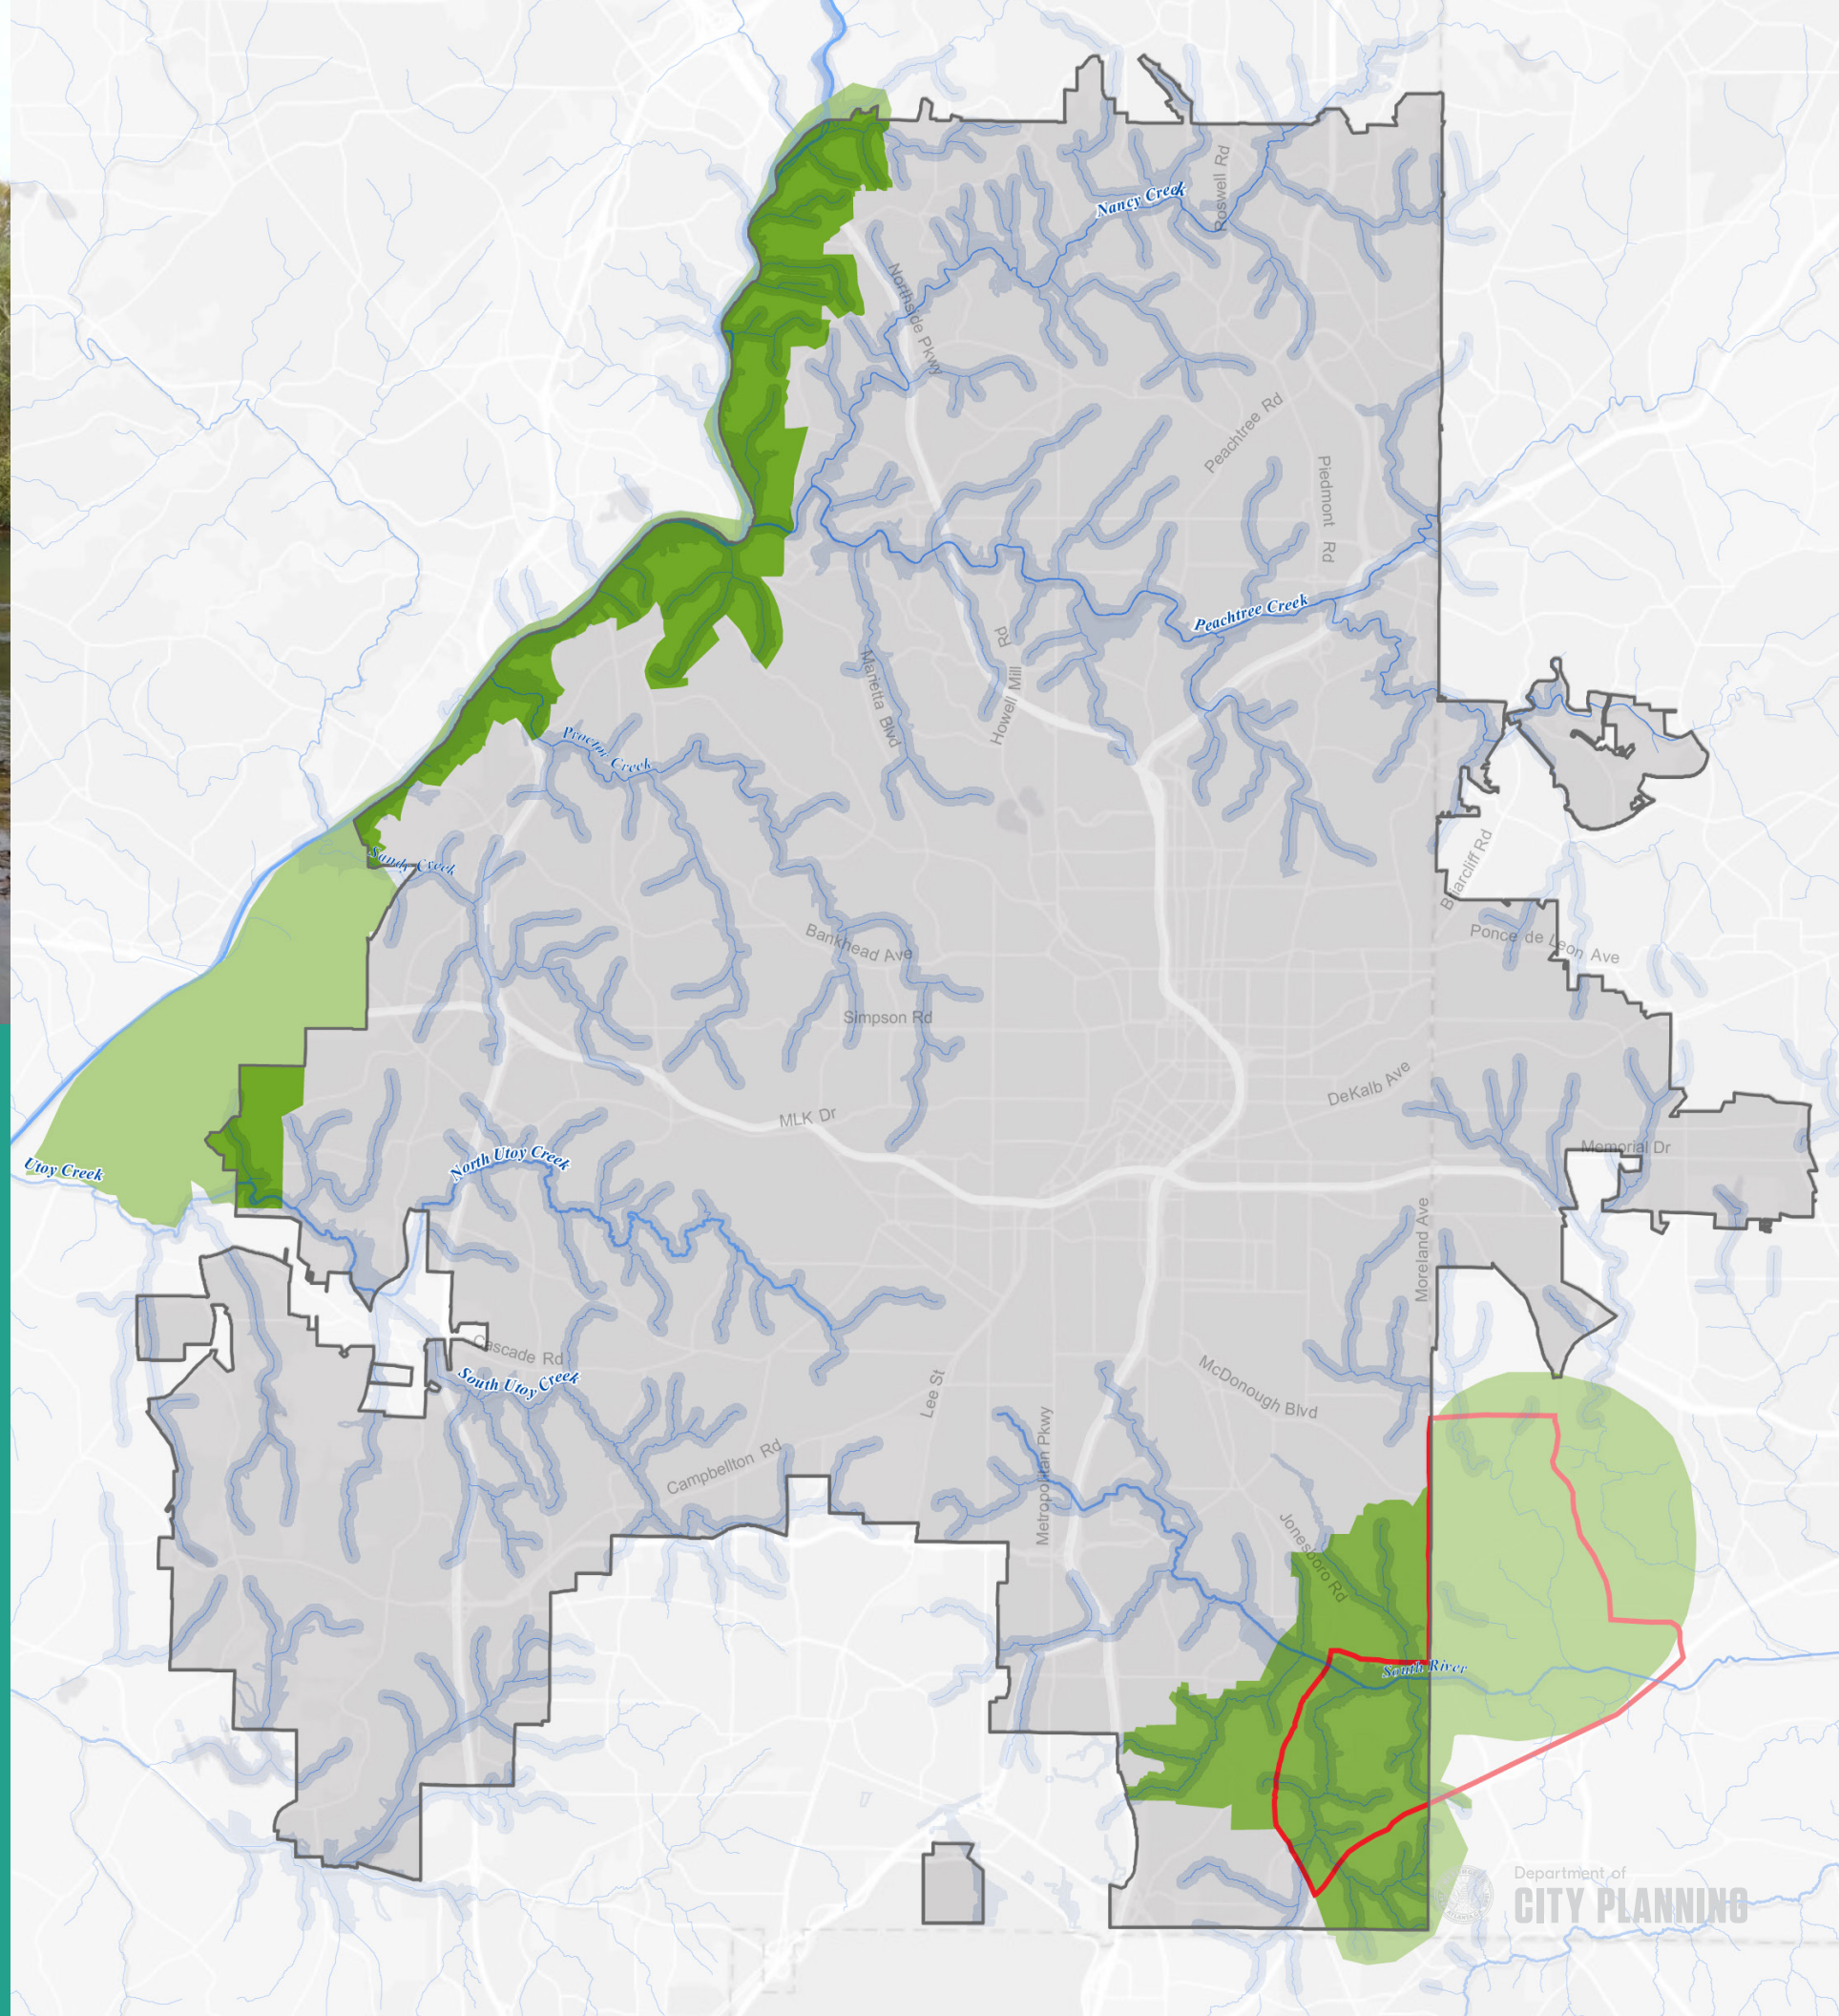 Nancy Creek
Roswell Rd
Northside Pkwy
Peachtree Rd
Piedmont Rd
Peachtree Creek
Howell Mill Rd
Marietta Blvd
Proctor Creek
Sandy Creek
Briarcliff Rd
Ponce de Leon Ave
Bankhead Ave
Simpson Rd
DeKalb Ave
MLK Dr
Memorial Dr
North Utoy Creek
Utoy Creek
Moreland Ave
Cascade Rd
South Utoy Creek
Lee St
McDonough Blvd
Metropolitan Pkwy
Campbellton Rd
Jonesboro Rd
South River
Department of
CITY PLANNING